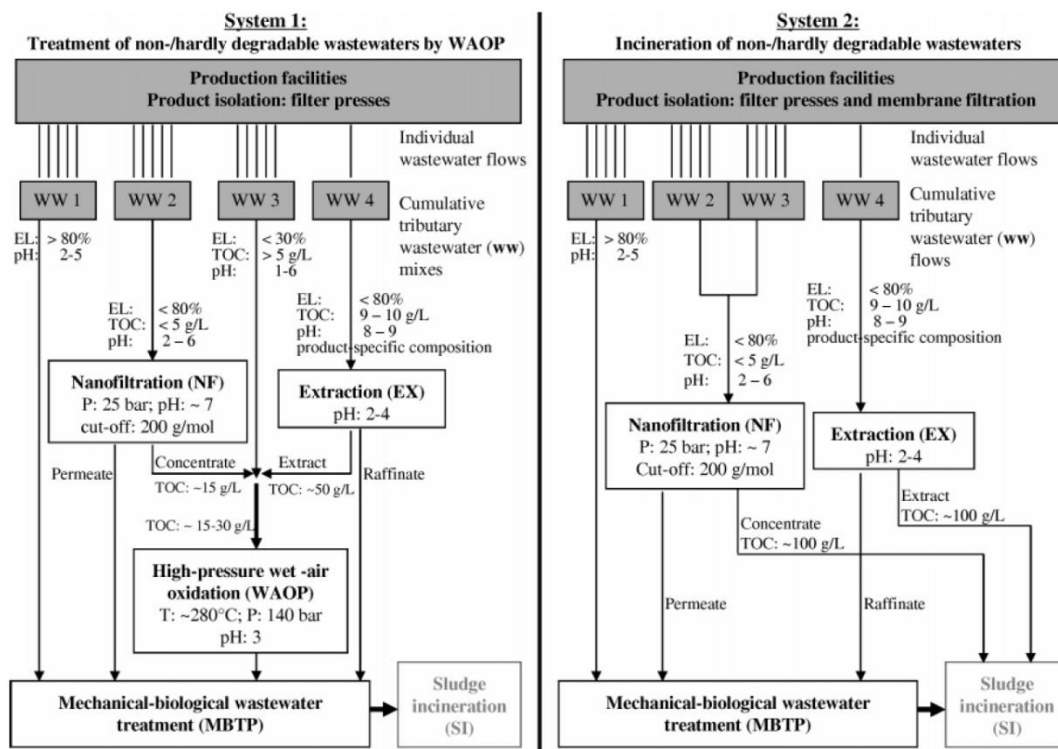 System 1:
Treatment of non-/hardly degradable wastewaters by WAOP
Production facilities
Product isolation: filter presses
Individual
wastewater flows
WW 1
WW 2
WW 3
WW 4
Cumulative
tributary
wastewater (ww)
mixes
EL: > 80%
pH: 2-5
EL: < 30%
TOC: > 5 g/L
pH: 1-6
EL: < 80%
TOC: < 5 g/L
pH: 2 – 6
EL: <80%
TOC: 9 – 10 g/L
pH: 8 – 9
product-specific composition
Nanofiltration (NF)
P: 25 bar; pH: ~ 7
cut-off: 200 g/mol
Extraction (EX)
pH: 2-4
Permeate
Concentrate
TOC: ~15 g/L
Extract
TOC: ~50 g/L
Raffinate
TOC: ~ 15-30 g/L
High-pressure wet -air
oxidation (WAOP)
T: ~280°C; P: 140 bar
pH: 3
Mechanical-biological wastewater
treatment (MBTP)
Sludge
incineration
(SI)
System 2:
Incineration of non-/hardly degradable wastewaters
Production facilities
Product isolation: filter presses and membrane filtration
Individual
wastewater flows
WW 1
WW 2
WW 3
WW 4
Cumulative
tributary
wastewater (ww)
flows
EL: > 80%
pH: 2-5
EL: <80%
TOC: 9 – 10 g/L
pH: 8 – 9
product-specific composition
EL: <80%
TOC: < 5 g/L
pH: 2 – 6
Nanofiltration (NF)
P: 25 bar; pH: ~ 7
Cut-off: 200 g/mol
Extraction (EX)
pH: 2-4
Extract
TOC: ~100 g/L
Concentrate
TOC: ~100 g/L
Permeate
Raffinate
Mechanical-biological wastewater
treatment (MBTP)
Sludge
incineration
(SI)